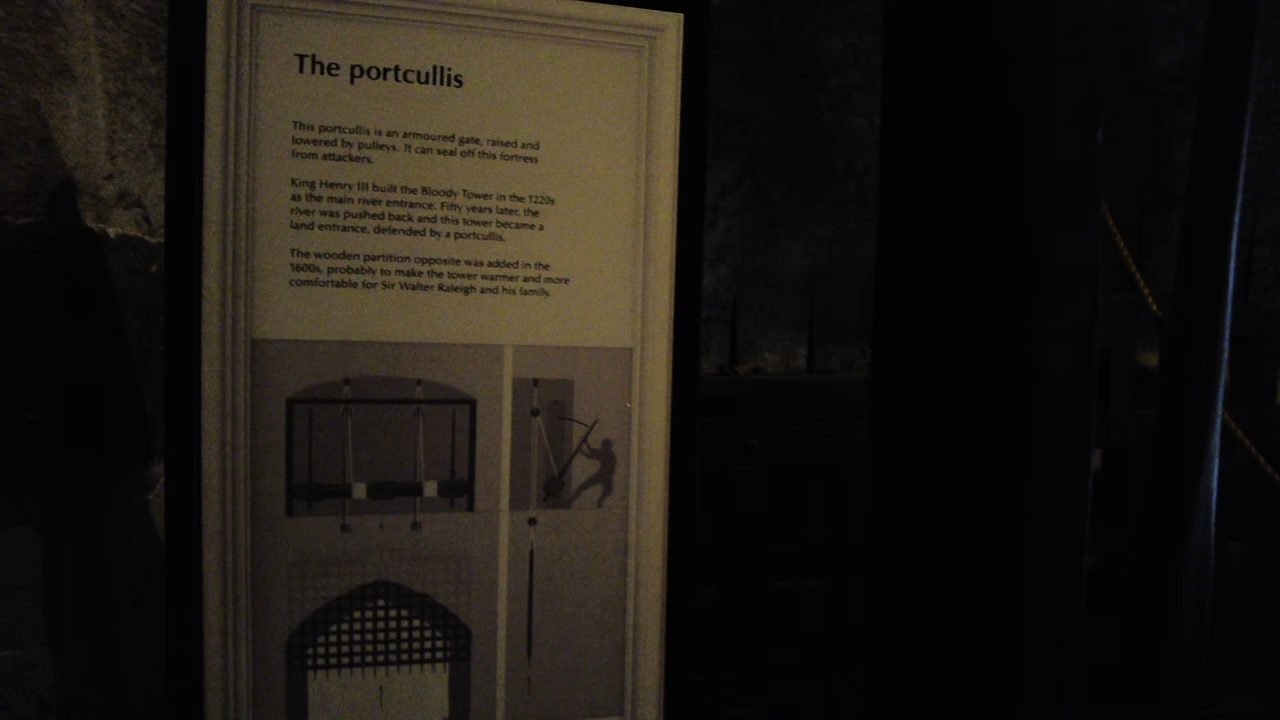 The portcullis
This portcullis is an armoured gate, raised and
lowered by pulleys. It can seal off this fortress
from attackers.
King Henry III built the Bloody Tower in the 1220s
as the main river entrance. Fifty years later, the
river was pushed back and this tower became a
land entrance, defended by a portcullis.
The wooden partition opposite was added in the
1600s, probably to make the tower warmer and more
comfortable for Sir Walter Raleigh and his family.